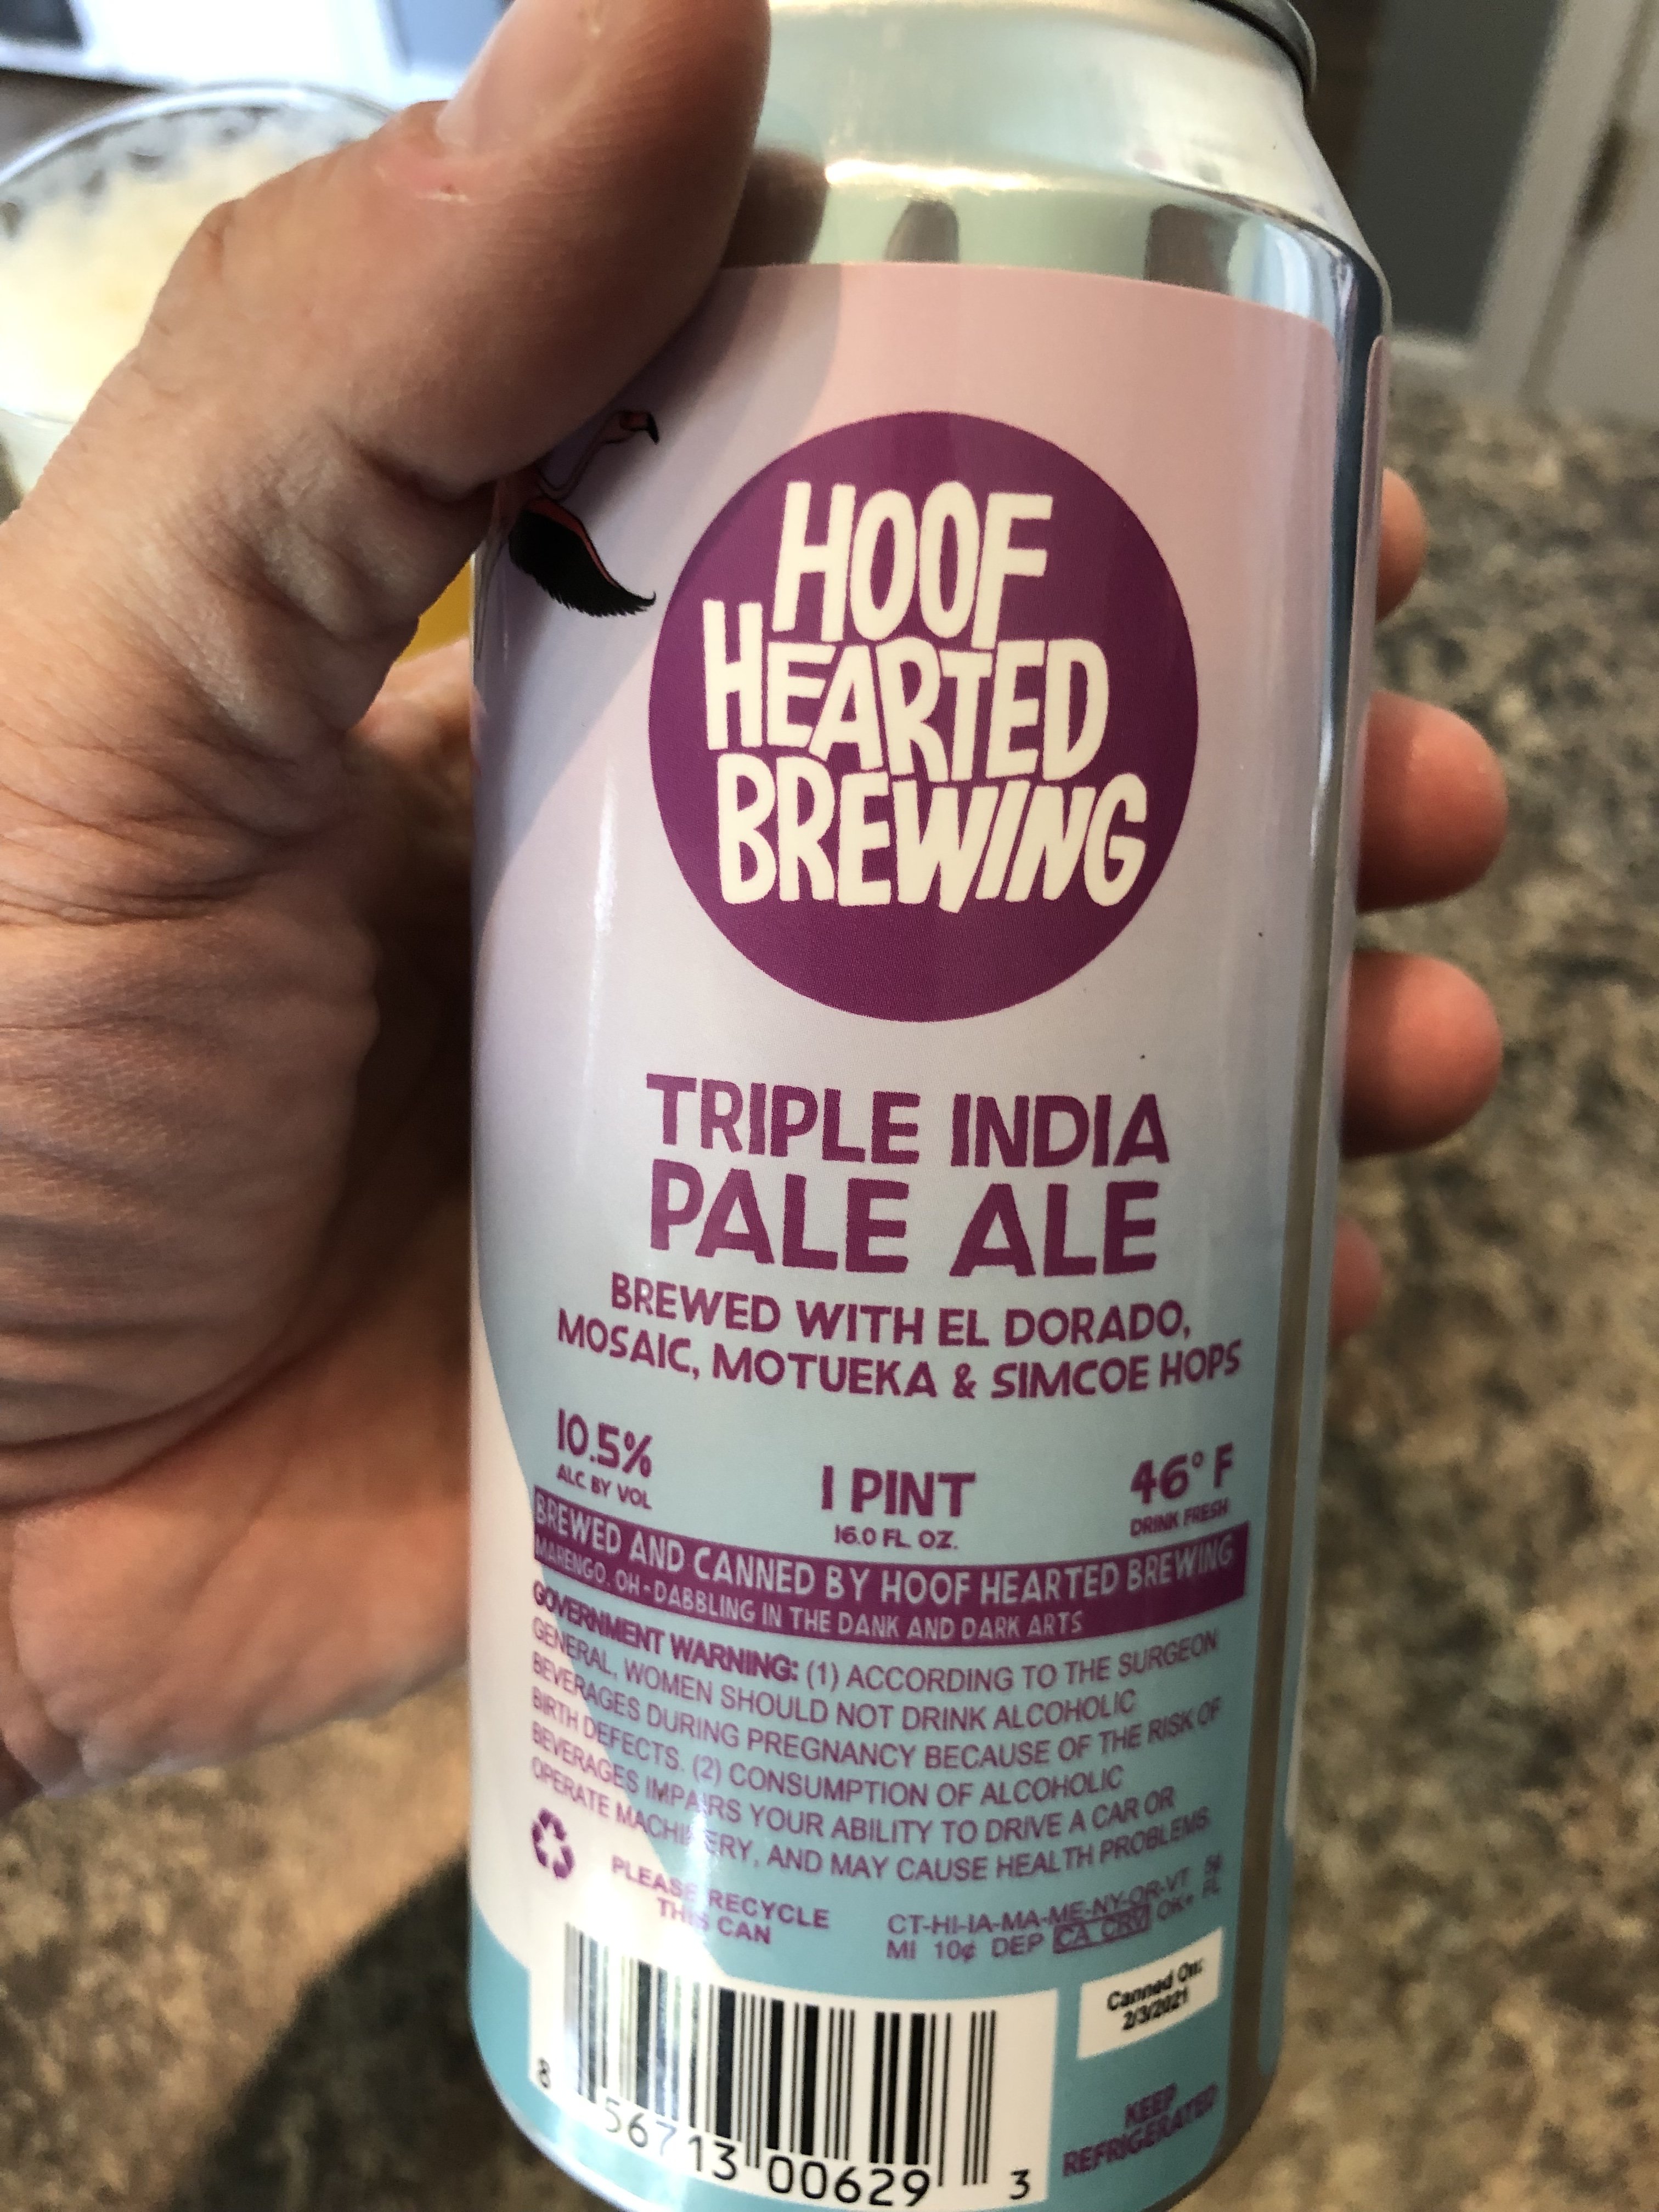 HOOF
HEARTED
BREWING
TRIPLE INDIA
PALE ALE
BREWED WITH EL DORADO,
MOSAIC, MOTUEKA & SIMCOE HOPS
10.5%
ALC. BY VOL
1 PINT
16.0 FL. OZ.
46° F
DRINK FRESH
BREWED AND CANNED BY HOOF HEARTED BREWING
MARENGO, OH - DABBLING IN THE DANK AND DARK ARTS
GOVERNMENT WARNING: (1) ACCORDING TO THE SURGEON
GENERAL, WOMEN SHOULD NOT DRINK ALCOHOLIC
BEVERAGES DURING PREGNANCY BECAUSE OF THE RISK OF
BIRTH DEFECTS. (2) CONSUMPTION OF ALCOHOLIC
BEVERAGES IMPAIRS YOUR ABILITY TO DRIVE A CAR OR
OPERATE MACHINERY, AND MAY CAUSE HEALTH PROBLEMS.
PLEASE RECYCLE
THIS CAN
CT-HI-IA-MA-ME-NY-OR-VT 5¢
MI 10¢ DEP CA CRV OK+ FL
Canned On:
2/3/2021
KEEP
REFRIGERATED
8 56713 00629 3